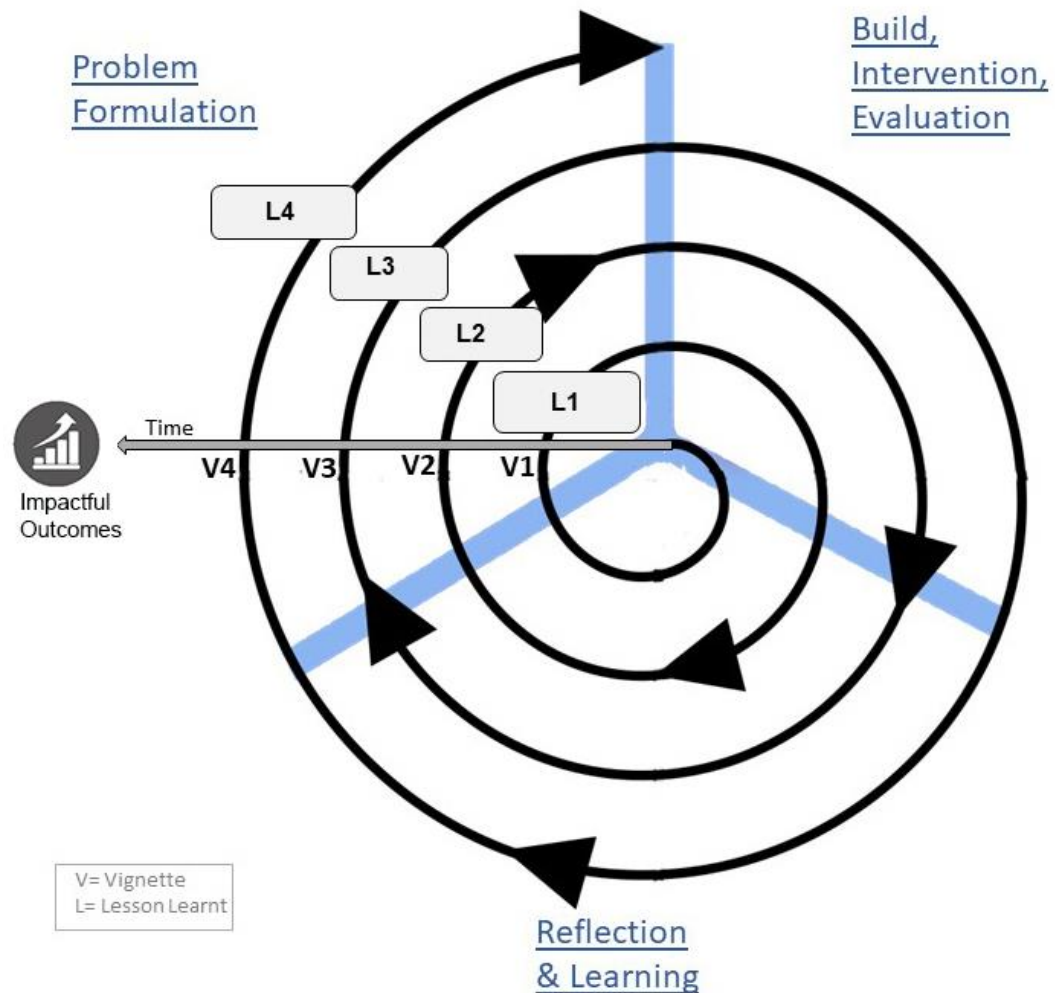 Problem
Formulation
Build,
Intervention,
Evaluation
L4
L3
L2
L1
Time
V4
V3
V2
V1
Impactful
Outcomes
V= Vignette
L= Lesson Learnt
Reflection
& Learning